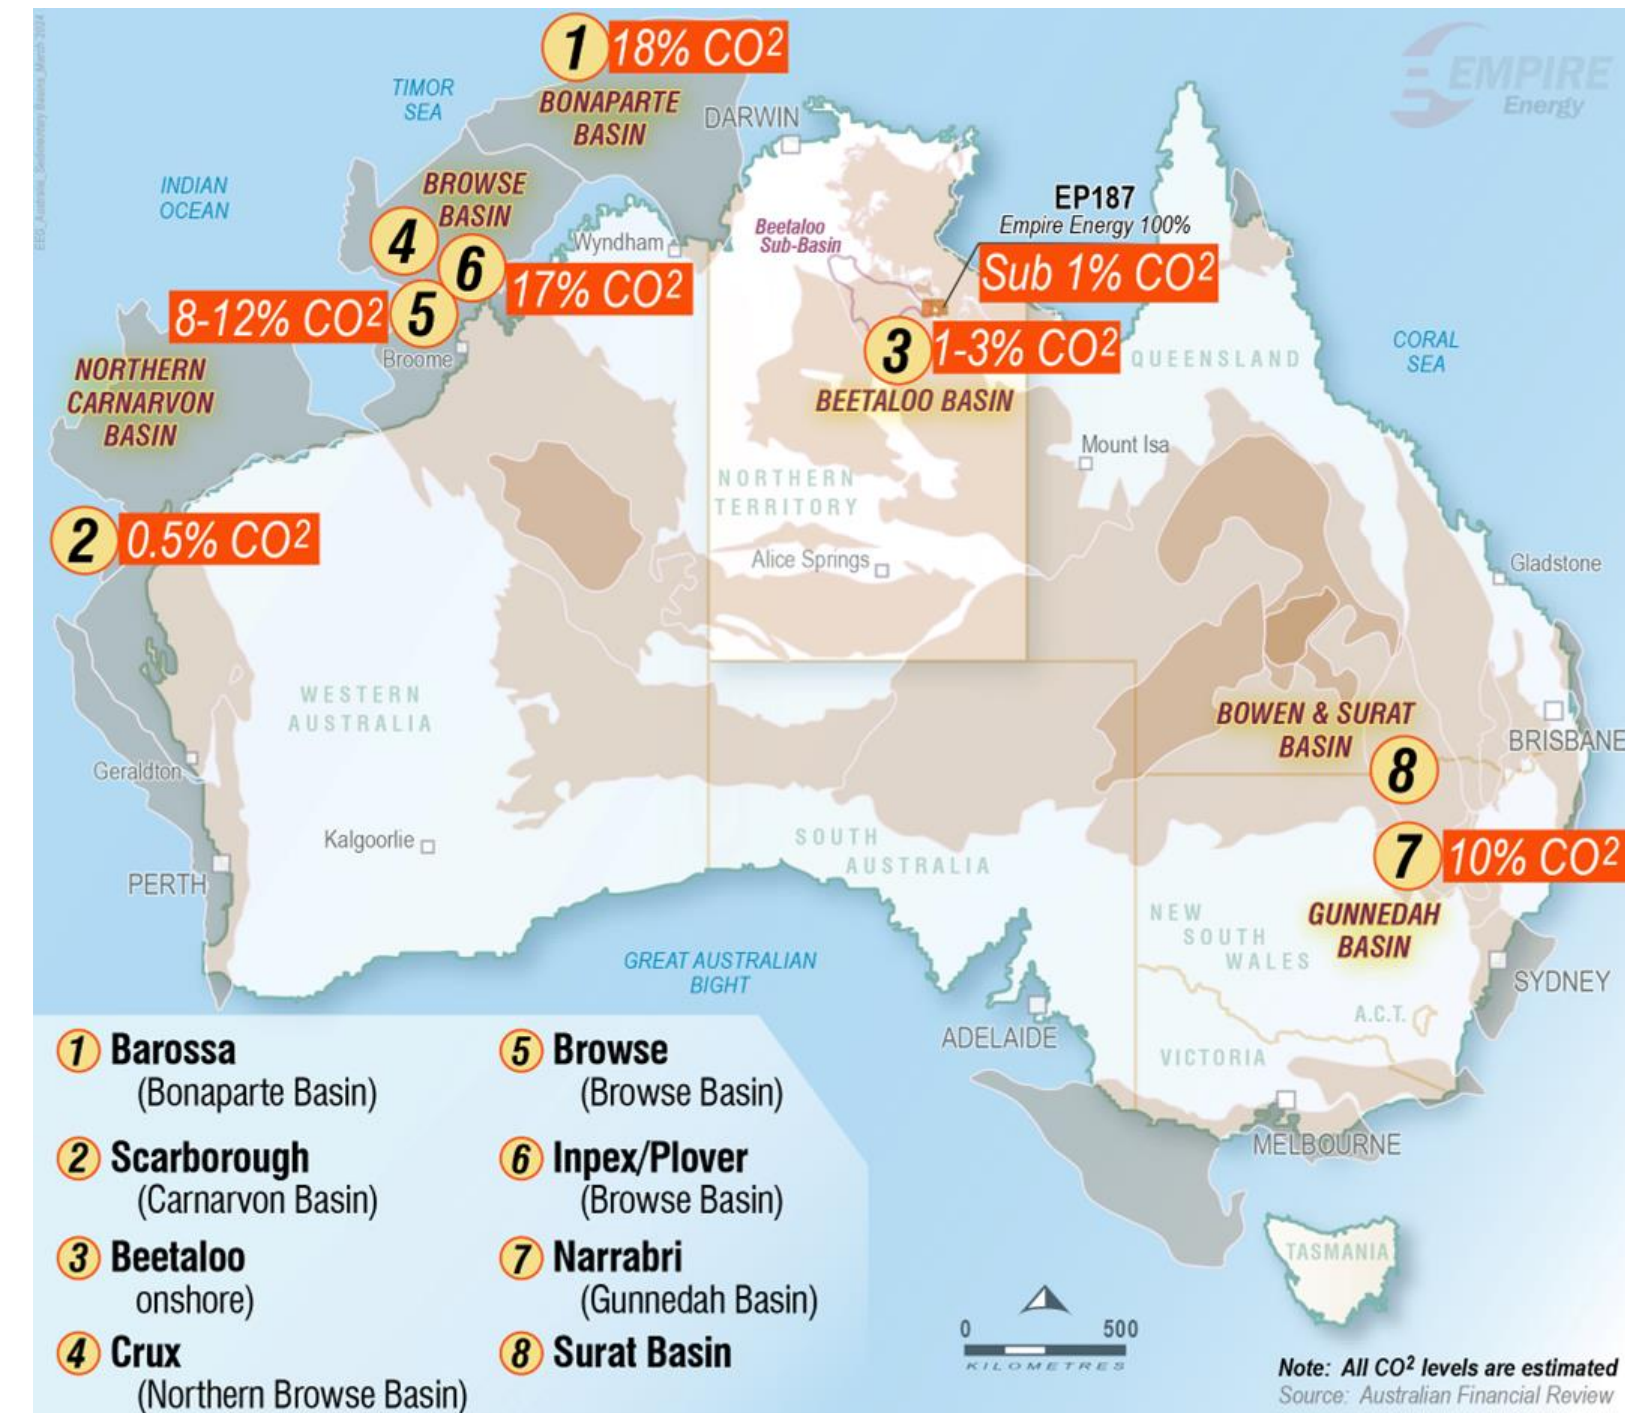 EEG_Australia_Sedimentary Basins_March 2024
1 18% CO2
EMPIRE
Energy
TIMOR
SEA
BONAPARTE
BASIN
DARWIN
INDIAN
OCEAN
BROWSE
BASIN
EP187
Empire Energy 100%
4
6
Wyndham
Beetaloo
Sub-Basin
Sub 1% CO2
17% CO2
8-12% CO2 5
Broome
3 1-3% CO2
QUEENSLAND
CORAL
SEA
NORTHERN
CARNARVON
BASIN
BEETALOO BASIN
Mount Isa
NORTHERN
TERRITORY
2 0.5% CO2
Alice Springs
Gladstone
WESTERN
AUSTRALIA
BOWEN & SURAT
BASIN
BRISBANE
8
Geraldton
Kalgoorlie
SOUTH
AUSTRALIA
7 10% CO2
PERTH
NEW
SOUTH
WALES
GUNNEDAH
BASIN
GREAT AUSTRALIAN
BIGHT
SYDNEY
A.C.T.
ADELAIDE
VICTORIA
MELBOURNE
TASMANIA
1 Barossa
(Bonaparte Basin)
2 Scarborough
(Carnarvon Basin)
3 Beetaloo
onshore)
4 Crux
(Northern Browse Basin)
5 Browse
(Browse Basin)
6 Inpex/Plover
(Browse Basin)
7 Narrabri
(Gunnedah Basin)
8 Surat Basin
0 500
KILOMETRES
Note: All CO2 levels are estimated
Source: Australian Financial Review